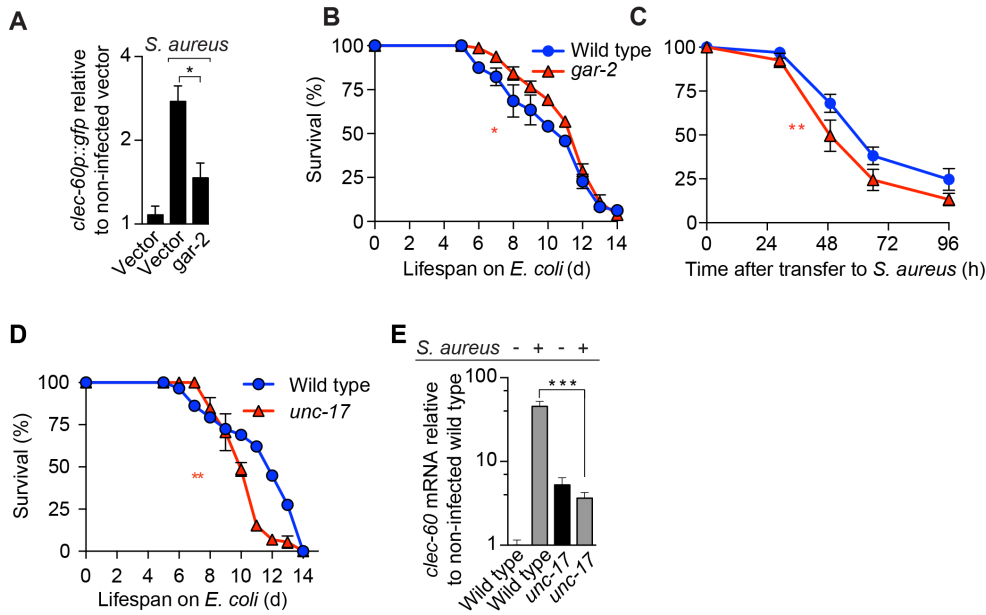 A
S. aureus
*
clec-60p::gfp relative
to non-infected vector
4
2
1
Vector
Vector
gar-2
B
Wild type
gar-2
Survival (%)
100
75
50
25
0
*
0 2 4 6 8 10 12 14
Lifespan on E. coli (d)
C
100
75
50
25
0
**
0 24 48 72 96
Time after transfer to S. aureus (h)
D
Wild type
unc-17
Survival (%)
100
75
50
25
0
**
0 2 4 6 8 10 12 14
Lifespan on E. coli (d)
E
S. aureus - + - +
***
clec-60 mRNA relative
to non-infected wild type
100
10
1
Wild type
Wild type
unc-17
unc-17